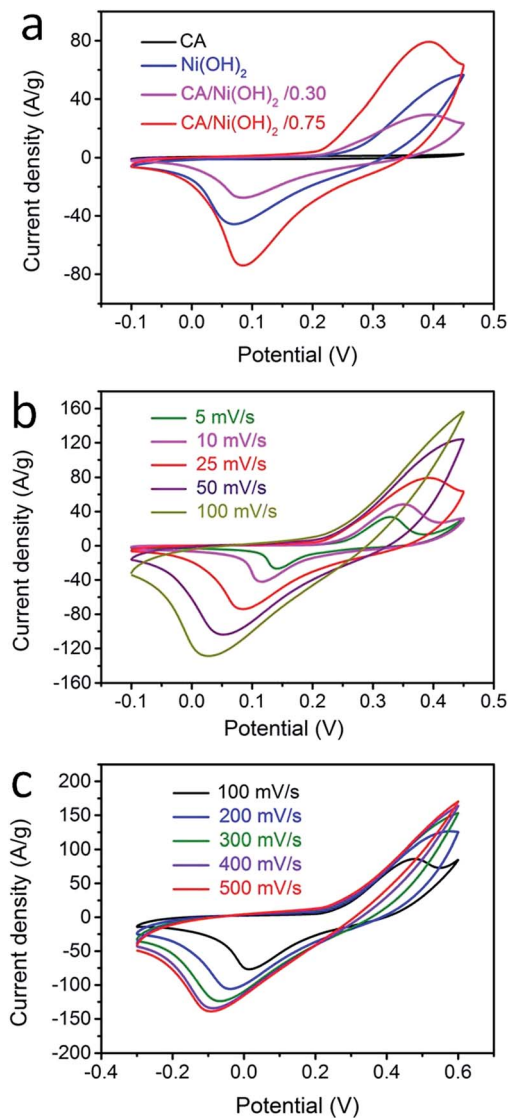 a
CA
Ni(OH)₂
CA/Ni(OH)₂ /0.30
CA/Ni(OH)₂ /0.75
80
40
0
-40
-80
Current density (A/g)
-0.1 0.0 0.1 0.2 0.3 0.4 0.5
Potential (V)
b
5 mV/s
10 mV/s
25 mV/s
50 mV/s
100 mV/s
160
120
80
40
0
-40
-80
-120
-160
Current density (A/g)
-0.1 0.0 0.1 0.2 0.3 0.4 0.5
Potential (V)
c
100 mV/s
200 mV/s
300 mV/s
400 mV/s
500 mV/s
225
200
150
100
50
0
-50
-100
-150
-200
Current density (A/g)
-0.4 -0.2 0.0 0.2 0.4 0.6
Potential (V)